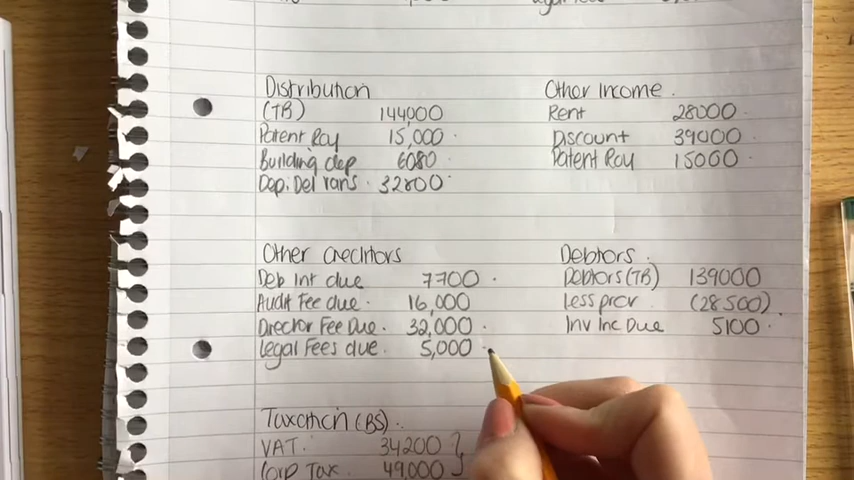 Distribution
(TB) 144000
Patent Roy 15,000
Building dep 6080
Dep: Del vans 32800
Other Income
Rent 28000
Discount 39000
Patent Roy 15000
Other creditors
Deb Int due 7700
Audit Fee due 16,000
Director Fee Due 32,000
Legal Fees due 5,000
Debtors
Debtors (TB) 139000
Less prov (28500)
Inv Inc Due 5100
Taxation (BS)
VAT 34200
Corp Tax 49,000